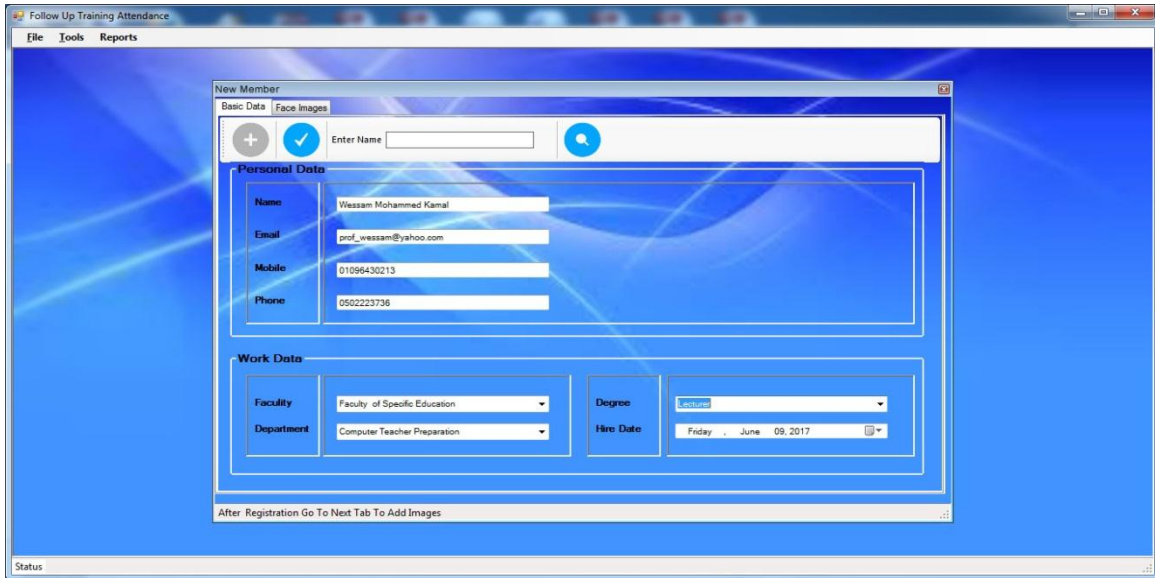 Follow Up Training Attendance
File Tools Reports
New Member
Basic Data Face Images
Enter Name
Personal Data
Name Wessam Mohammed Kamal
Email prof_wessam@yahoo.com
Mobile 01096430213
Phone 0502223736
Work Data
Faculity Faculty of Specific Education Degree Lecturer
Department Computer Teacher Preparation Hire Date Friday , June 09, 2017
After Registration Go To Next Tab To Add Images
Status